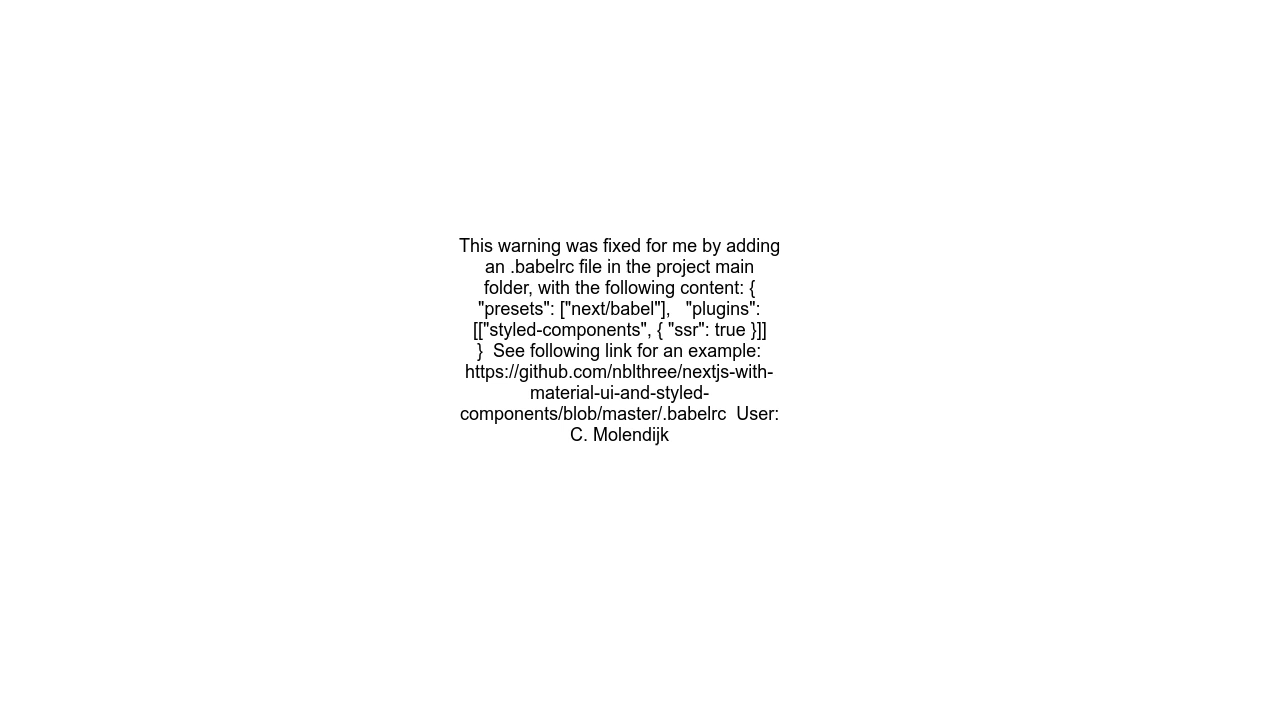 This warning was fixed for me by adding
an .babelrc file in the project main
folder, with the following content: {
"presets": ["next/babel"],   "plugins":
[["styled-components", { "ssr": true }]]
}  See following link for an example:
https://github.com/nblthree/nextjs-with-
material-ui-and-styled-
components/blob/master/.babelrc  User:
C. Molendijk